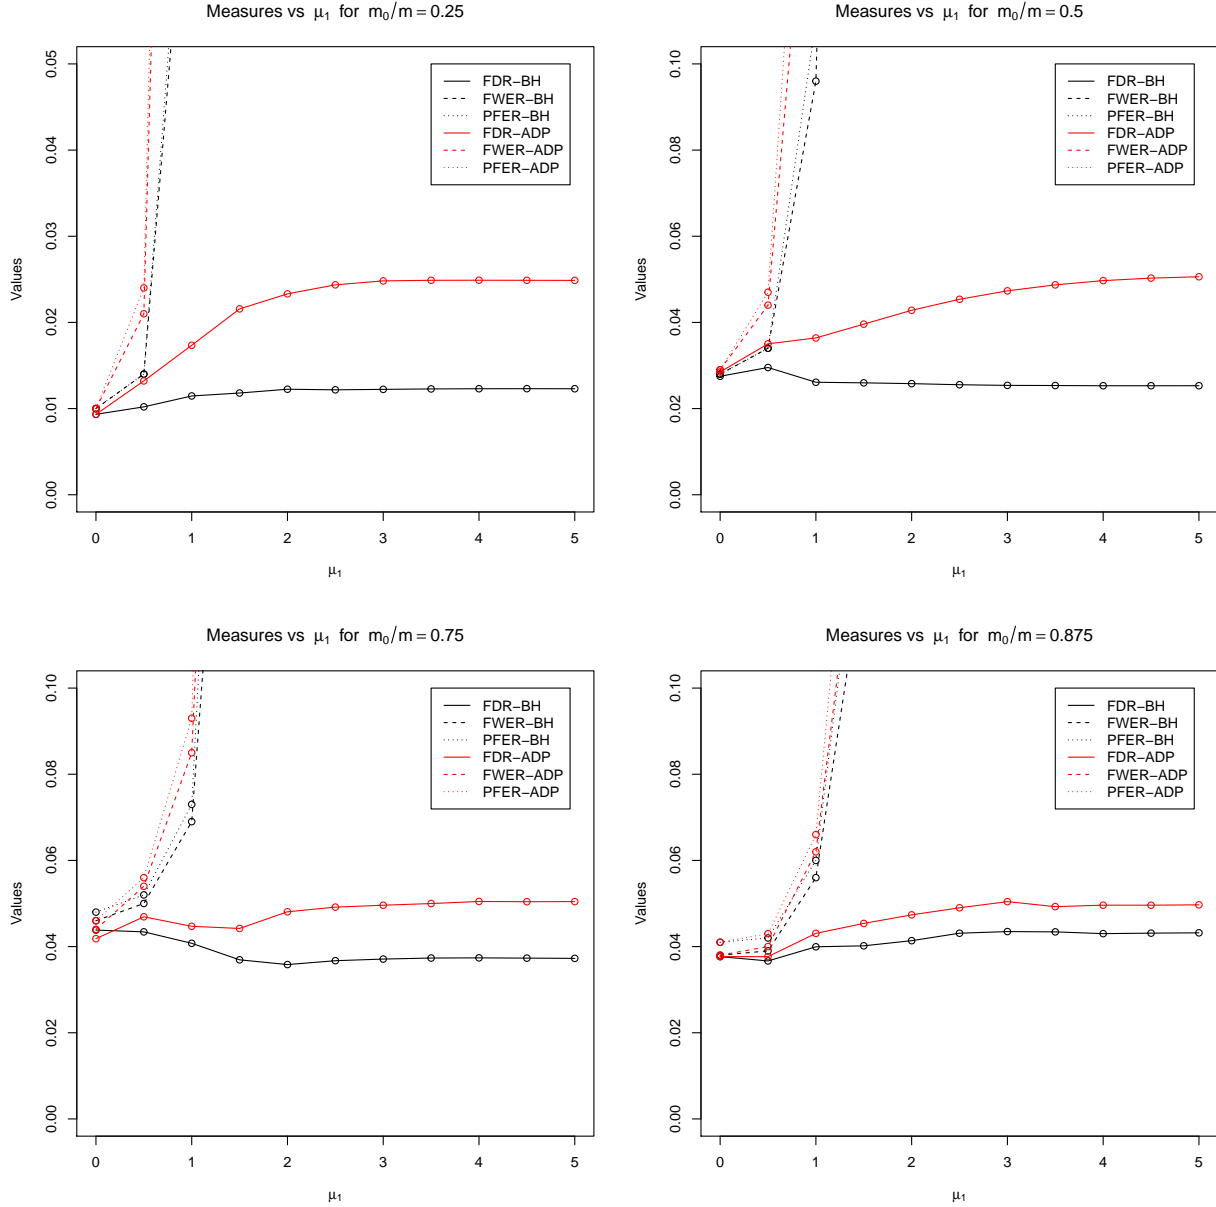 Measures vs μ₁ for m₀/m = 0.25
Values
0.00
0.01
0.02
0.03
0.04
0.05
FDR−BH
FWER−BH
PFER−BH
FDR−ADP
FWER−ADP
PFER−ADP
0 1 2 3 4 5
μ₁
Measures vs μ₁ for m₀/m = 0.5
Values
0.00
0.02
0.04
0.06
0.08
0.10
FDR−BH
FWER−BH
PFER−BH
FDR−ADP
FWER−ADP
PFER−ADP
0 1 2 3 4 5
μ₁
Measures vs μ₁ for m₀/m = 0.75
Values
0.00
0.02
0.04
0.06
0.08
0.10
FDR−BH
FWER−BH
PFER−BH
FDR−ADP
FWER−ADP
PFER−ADP
0 1 2 3 4 5
μ₁
Measures vs μ₁ for m₀/m = 0.875
Values
0.00
0.02
0.04
0.06
0.08
0.10
FDR−BH
FWER−BH
PFER−BH
FDR−ADP
FWER−ADP
PFER−ADP
0 1 2 3 4 5
μ₁